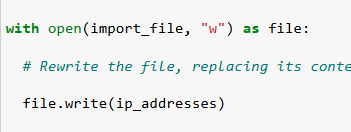 with open(import_file, "w") as file:
# Rewrite the file, replacing its conte
file.write(ip_addresses)